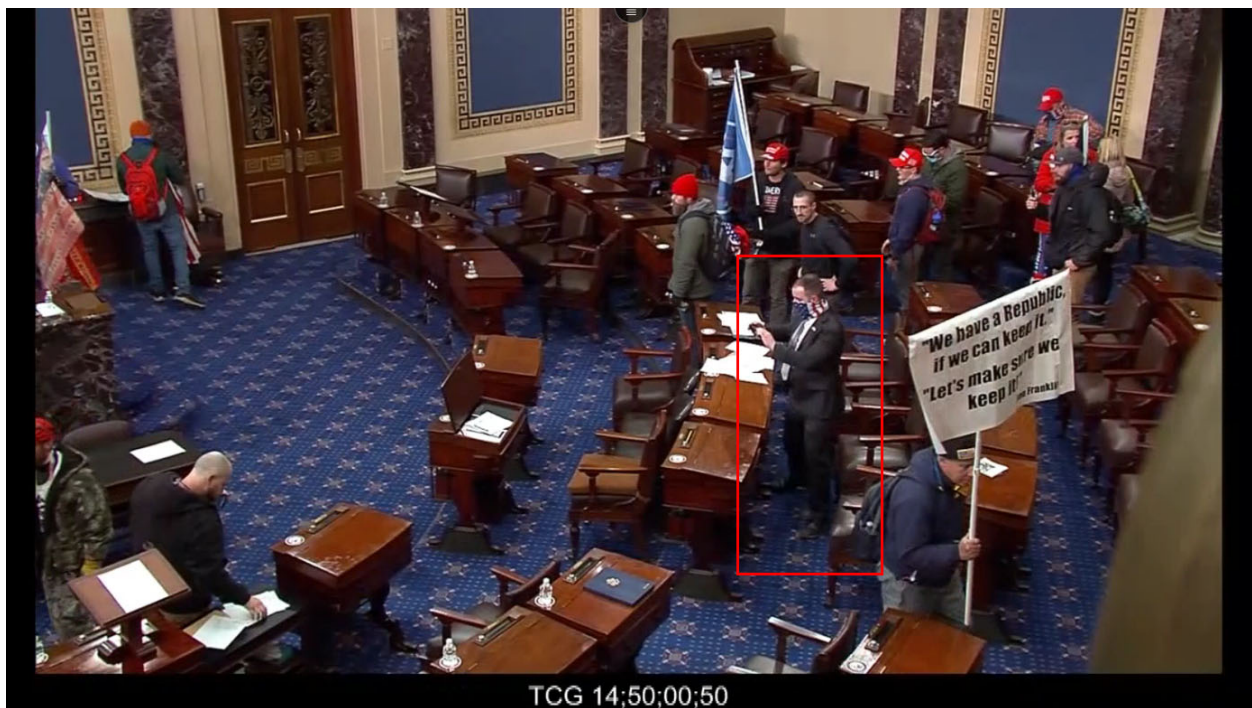 "We have a Republic,
if we can keep it."
"Let's make sure we
keep it!"
Franklin
TCG 14;50;00;50